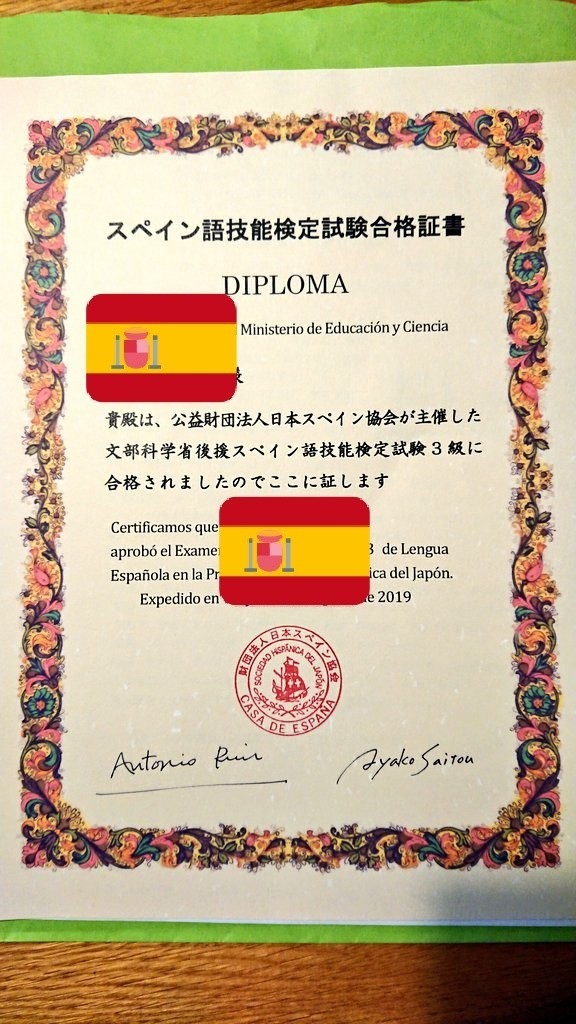 スペイン語技能検定試験合格証書
DIPLOMA
Ministerio de Educación y Ciencia
貴殿は、公益財団法人日本スペイン協会が主催した
文部科学省後援スペイン語技能検定試験3級に
合格されましたのでここに証します
Certificamos que
aprobó el 3 de Lengua
Española en la del Japón.
Expedido en 2019
財団法人日本スペイン協会
SOCIEDAD HISPÁNICA DEL JAPÓN
CASA DE ESPAÑA
Antonio
Ayako Saitou